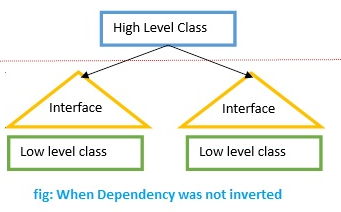 High Level Class
Interface
Interface
Low level class
Low level class
fig: When Dependency was not inverted